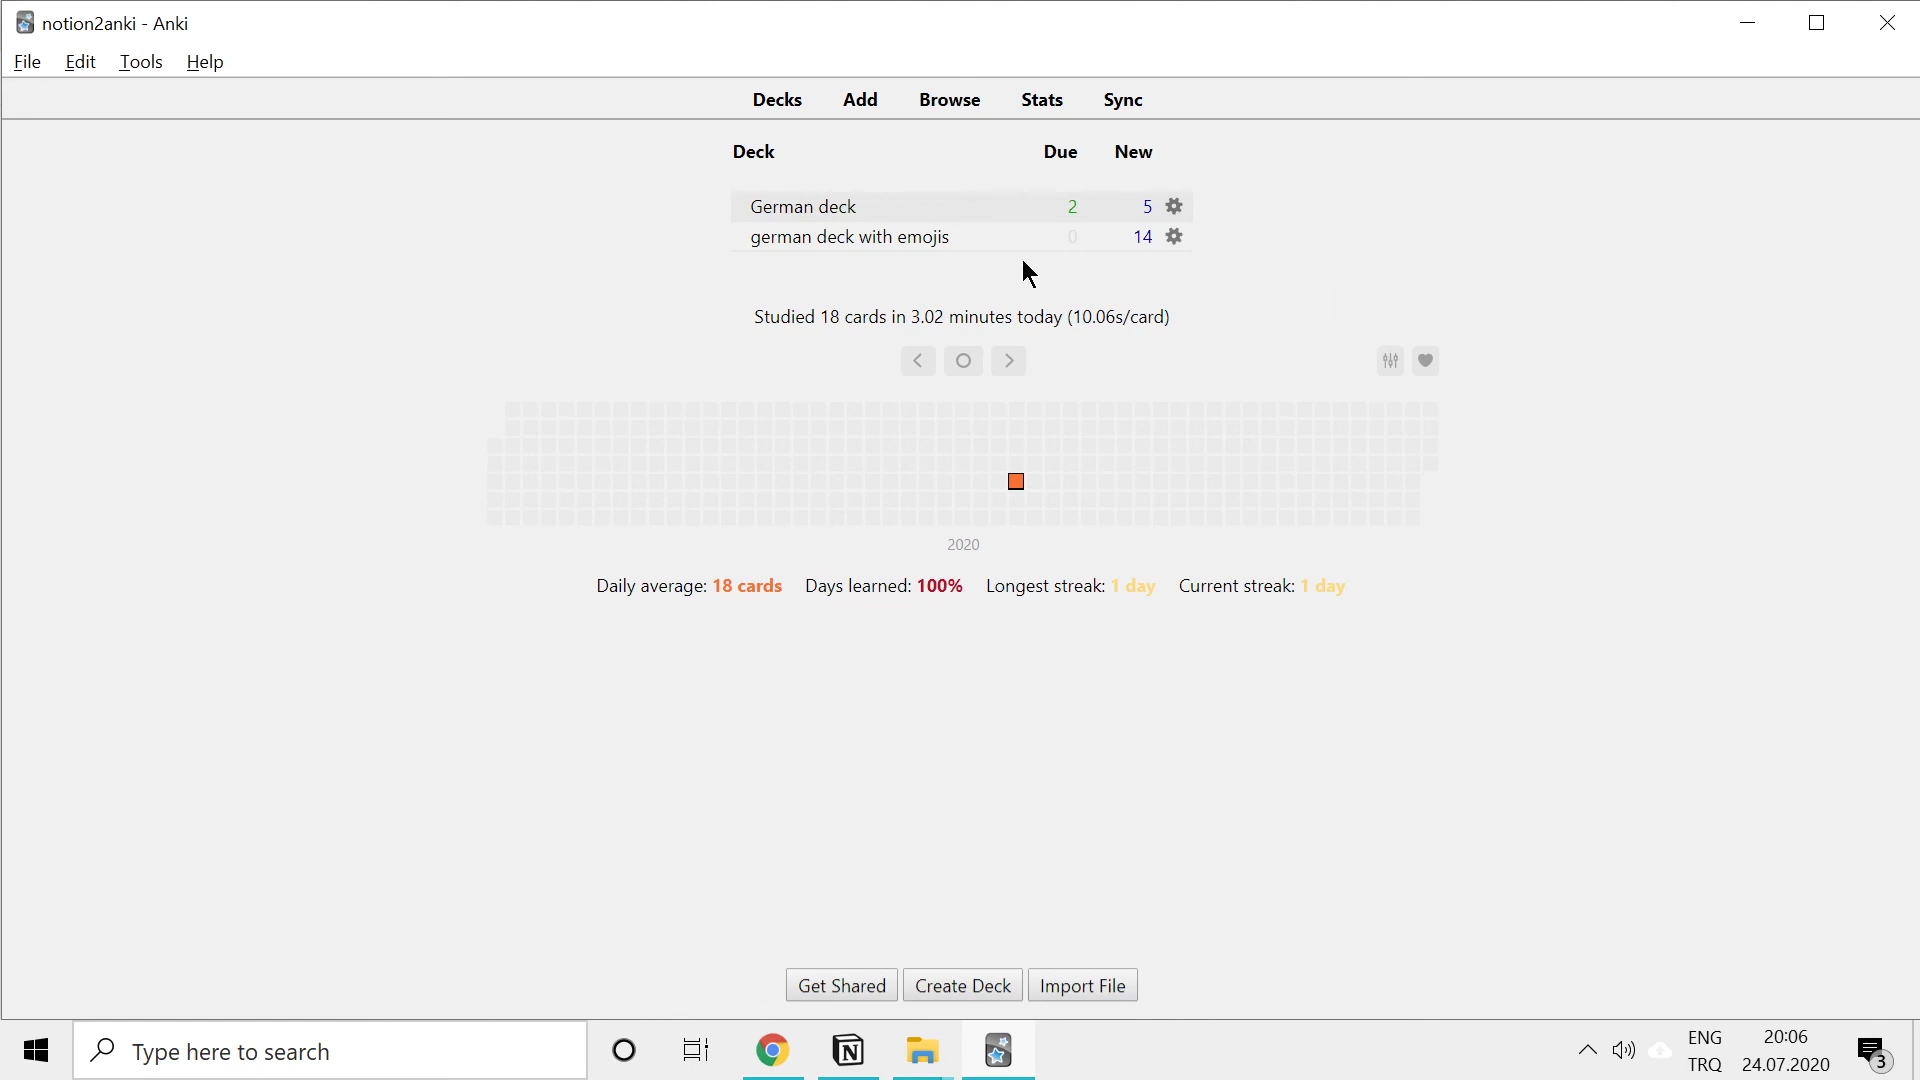 notion2anki - Anki
File Edit Tools Help
Decks Add Browse Stats Sync
Deck Due New
German deck 2 5
german deck with emojis 0 14
Studied 18 cards in 3.02 minutes today (10.06s/card)
2020
Daily average: 18 cards Days learned: 100% Longest streak: 1 day Current streak: 1 day
Get Shared Create Deck Import File
Type here to search
ENG 20:06
TRQ 24.07.2020
3